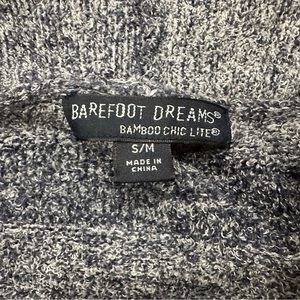 BAREFOOT DREAMS®
BAMBOO CHIC LITE®
S/M
MADE IN
CHINA